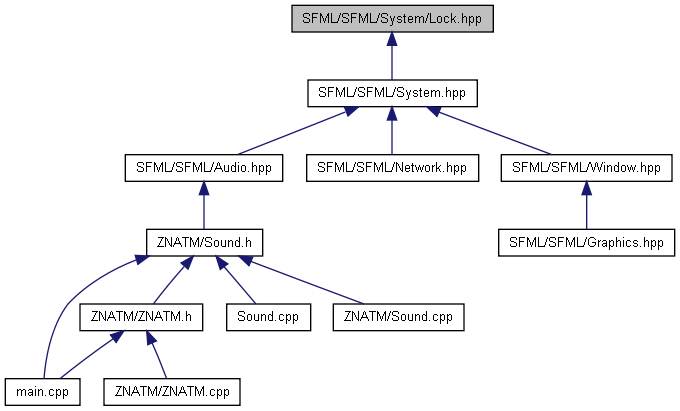 SFML/SFML/System/Lock.hpp
SFML/SFML/System.hpp
SFML/SFML/Audio.hpp
SFML/SFML/Network.hpp
SFML/SFML/Window.hpp
ZNATM/Sound.h
SFML/SFML/Graphics.hpp
ZNATM/ZNATM.h
Sound.cpp
ZNATM/Sound.cpp
main.cpp
ZNATM/ZNATM.cpp